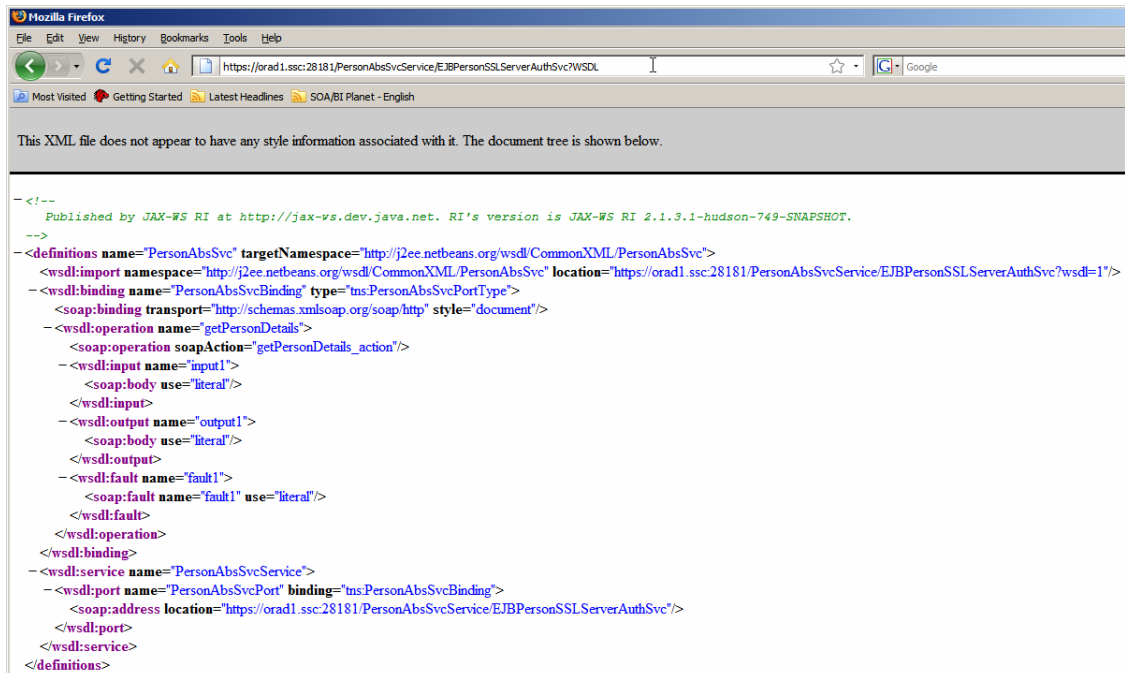 Mozilla Firefox
File Edit View History Bookmarks Tools Help
https://orad1.ssc:28181/PersonAbsSvcService/EJBPersonSSLServerAuthSvc?WSDL G Google
Most Visited Getting Started Latest Headlines SOA/BI Planet - English
This XML file does not appear to have any style information associated with it. The document tree is shown below.
− <!--
Published by JAX-WS RI at http://jax-ws.dev.java.net. RI's version is JAX-WS RI 2.1.3.1-hudson-749-SNAPSHOT.
-->
− <definitions name="PersonAbsSvc" targetNamespace="http://j2ee.netbeans.org/wsdl/CommonXML/PersonAbsSvc">
<wsdl:import namespace="http://j2ee.netbeans.org/wsdl/CommonXML/PersonAbsSvc" location="https://orad1.ssc:28181/PersonAbsSvcService/EJBPersonSSLServerAuthSvc?wsdl=1"/>
− <wsdl:binding name="PersonAbsSvcBinding" type="tns:PersonAbsSvcPortType">
<soap:binding transport="http://schemas.xmlsoap.org/soap/http" style="document"/>
− <wsdl:operation name="getPersonDetails">
<soap:operation soapAction="getPersonDetails_action"/>
− <wsdl:input name="input1">
<soap:body use="literal"/>
</wsdl:input>
− <wsdl:output name="output1">
<soap:body use="literal"/>
</wsdl:output>
− <wsdl:fault name="fault1">
<soap:fault name="fault1" use="literal"/>
</wsdl:fault>
</wsdl:operation>
</wsdl:binding>
− <wsdl:service name="PersonAbsSvcService">
− <wsdl:port name="PersonAbsSvcPort" binding="tns:PersonAbsSvcBinding">
<soap:address location="https://orad1.ssc:28181/PersonAbsSvcService/EJBPersonSSLServerAuthSvc"/>
</wsdl:port>
</wsdl:service>
</definitions>